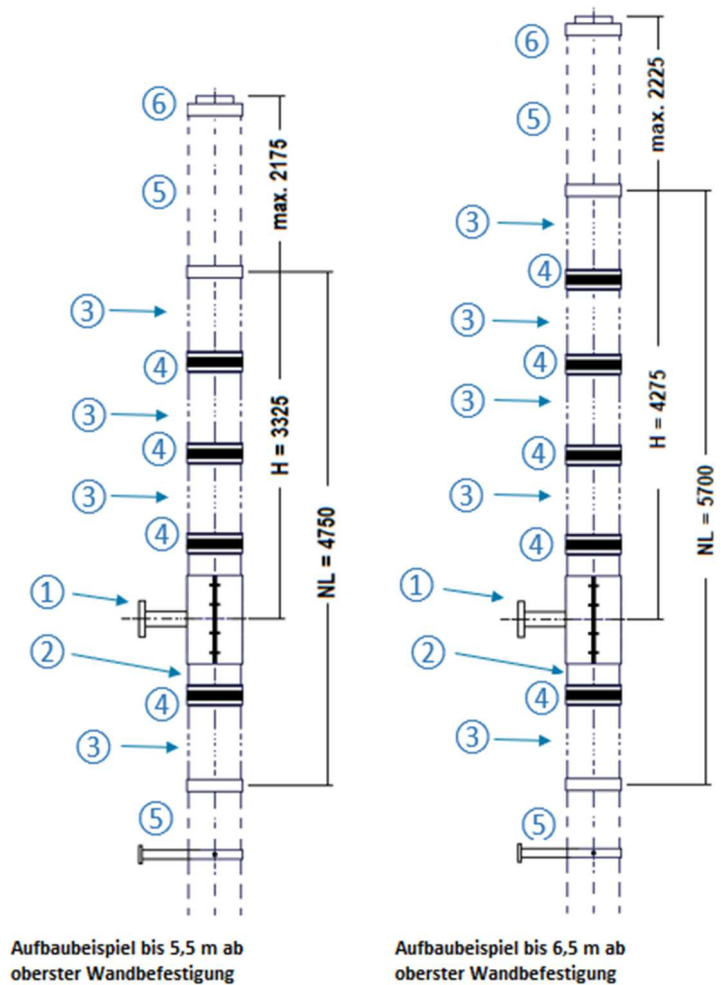 ⑥
⑤
max. 2175
③
④
③
④
③
④
H = 3325
NL = 4750
①
②
④
③
⑤
Aufbaubeispiel bis 5,5 m ab
oberster Wandbefestigung
⑥
⑤
max. 2225
③
④
③
④
③
④
③
④
H = 4275
NL = 5700
①
②
④
③
⑤
Aufbaubeispiel bis 6,5 m ab
oberster Wandbefestigung